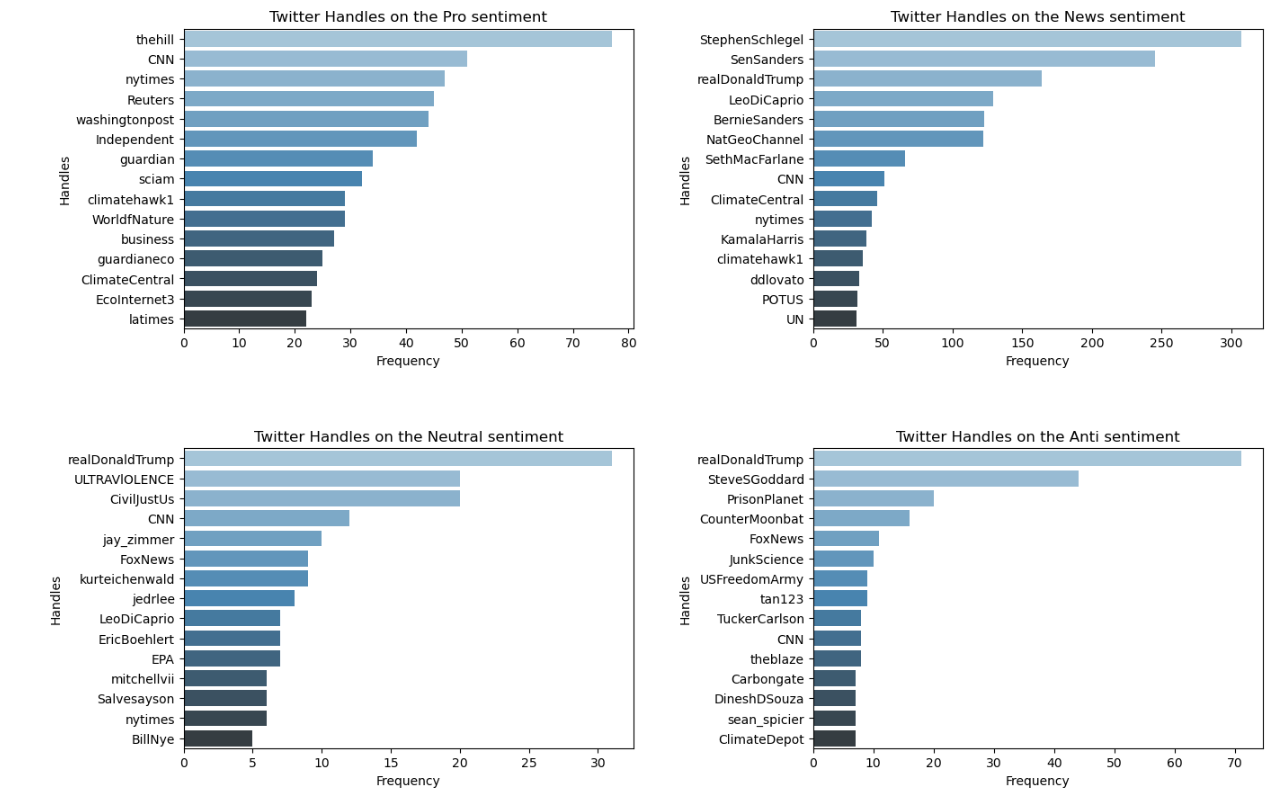 Twitter Handles on the Pro sentiment
Handles
thehill
CNN
nytimes
Reuters
washingtonpost
Independent
guardian
sciam
climatehawk1
WorldfNature
business
guardianeco
ClimateCentral
EcoInternet3
latimes
0 10 20 30 40 50 60 70 80
Frequency
Twitter Handles on the News sentiment
Handles
StephenSchlegel
SenSanders
realDonaldTrump
LeoDiCaprio
BernieSanders
NatGeoChannel
SethMacFarlane
CNN
ClimateCentral
nytimes
KamalaHarris
climatehawk1
ddlovato
POTUS
UN
0 50 100 150 200 250 300
Frequency
Twitter Handles on the Neutral sentiment
Handles
realDonaldTrump
ULTRAVIOLENCE
CivilJustUs
CNN
jay_zimmer
FoxNews
kurteichenwald
jedrlee
LeoDiCaprio
EricBoehlert
EPA
mitchellvii
Salvesayson
nytimes
BillNye
0 5 10 15 20 25 30
Frequency
Twitter Handles on the Anti sentiment
Handles
realDonaldTrump
SteveSGoddard
PrisonPlanet
CounterMoonbat
FoxNews
JunkScience
USFreedomArmy
tan123
TuckerCarlson
CNN
theblaze
Carbongate
DineshDSouza
sean_spicier
ClimateDepot
0 10 20 30 40 50 60 70
Frequency